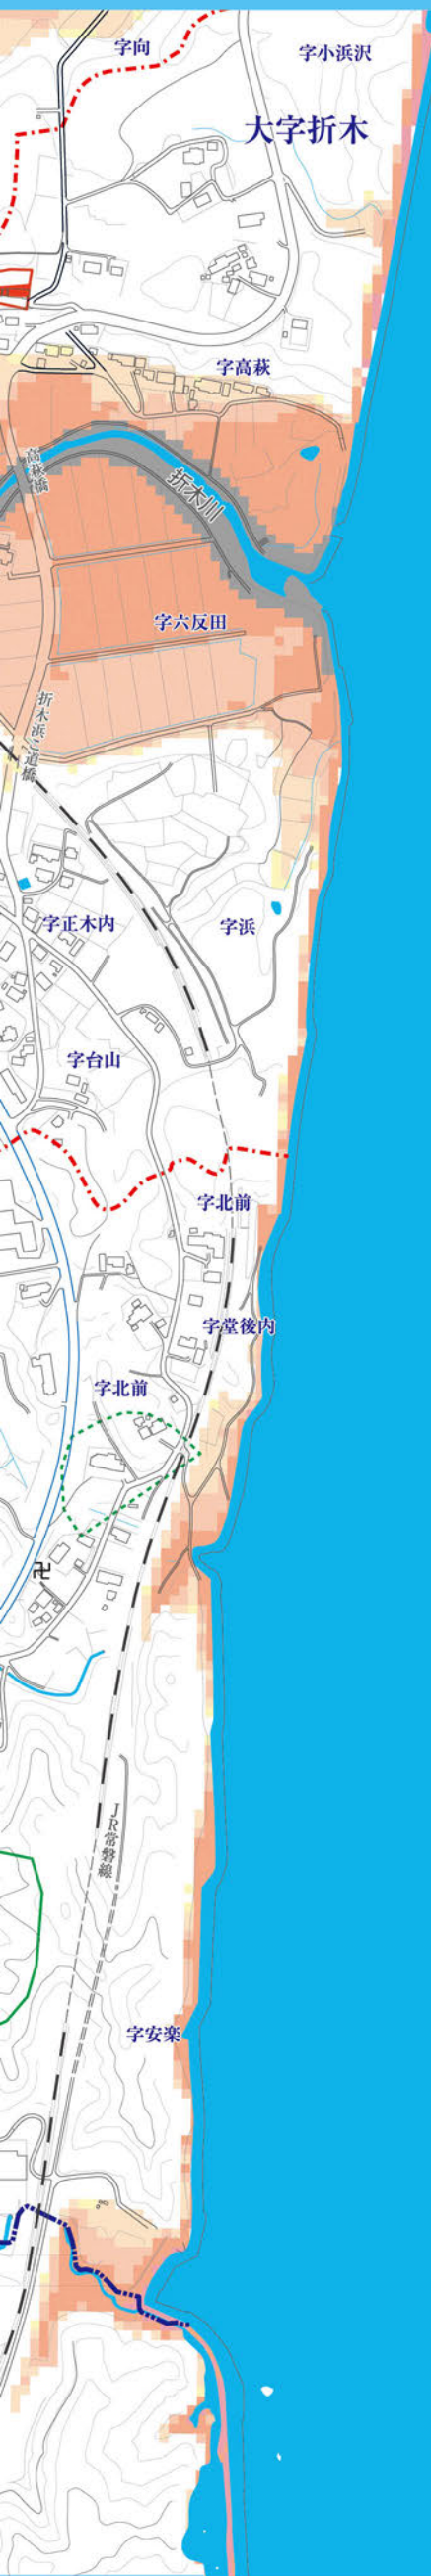 字向
字小浜沢
大字折木
字高萩
高萩橋
折木川
字六反田
折木浜こ道橋
字正木内
字浜
字台山
字北前
字堂後内
字北前
JR常磐線
字安楽